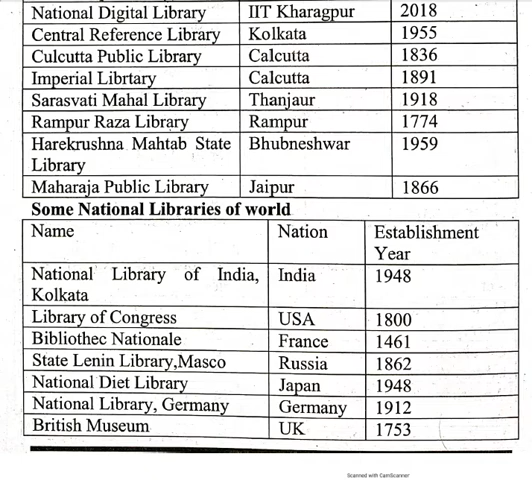 National Digital Library IIT Kharagpur 2018
Central Reference Library Kolkata 1955
Culcutta Public Library Calcutta 1836
Imperial Librtary Calcutta 1891
Sarasvati Mahal Library Thanjaur 1918
Rampur Raza Library Rampur 1774
Harekrushna Mahtab State Bhubneshwar 1959
Library
Maharaja Public Library Jaipur 1866
Some National Libraries of world
Name Nation Establishment
Year
National Library of India, India 1948
Kolkata
Library of Congress USA 1800
Bibliothec Nationale France 1461
State Lenin Library,Masco Russia 1862
National Diet Library Japan 1948
National Library, Germany Germany 1912
British Museum UK 1753
Scanned with CamScanner